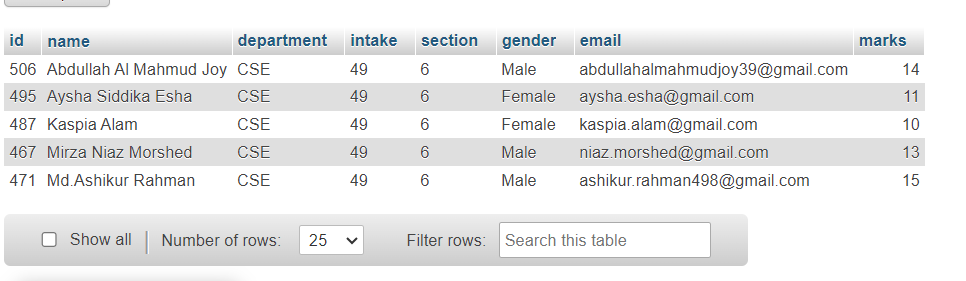 id name department intake section gender email marks
506 Abdullah Al Mahmud Joy CSE 49 6 Male abdullahalmahmudjoy39@gmail.com 14
495 Aysha Siddika Esha CSE 49 6 Female aysha.esha@gmail.com 11
487 Kaspia Alam CSE 49 6 Female kaspia.alam@gmail.com 10
467 Mirza Niaz Morshed CSE 49 6 Male niaz.morshed@gmail.com 13
471 Md.Ashikur Rahman CSE 49 6 Male ashikur.rahman498@gmail.com 15
Show all Number of rows: 25 Filter rows: Search this table